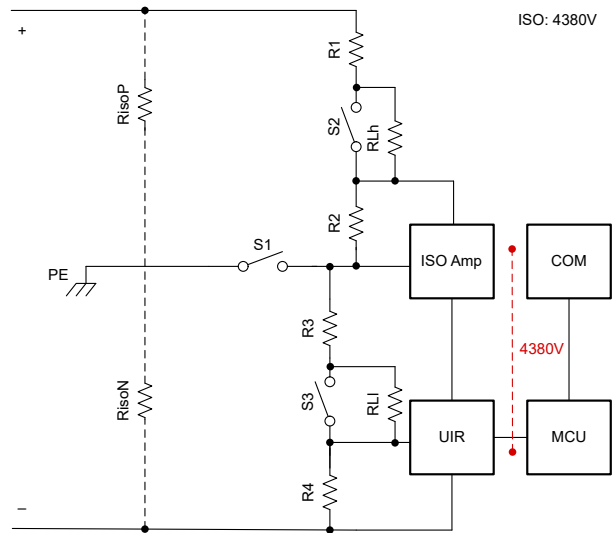 ISO: 4380V
+
R1
RisoP
S2
RLh
R2
S1
ISO Amp
COM
PE
R3
4380V
RisoN
S3
RLI
UIR
MCU
R4
–